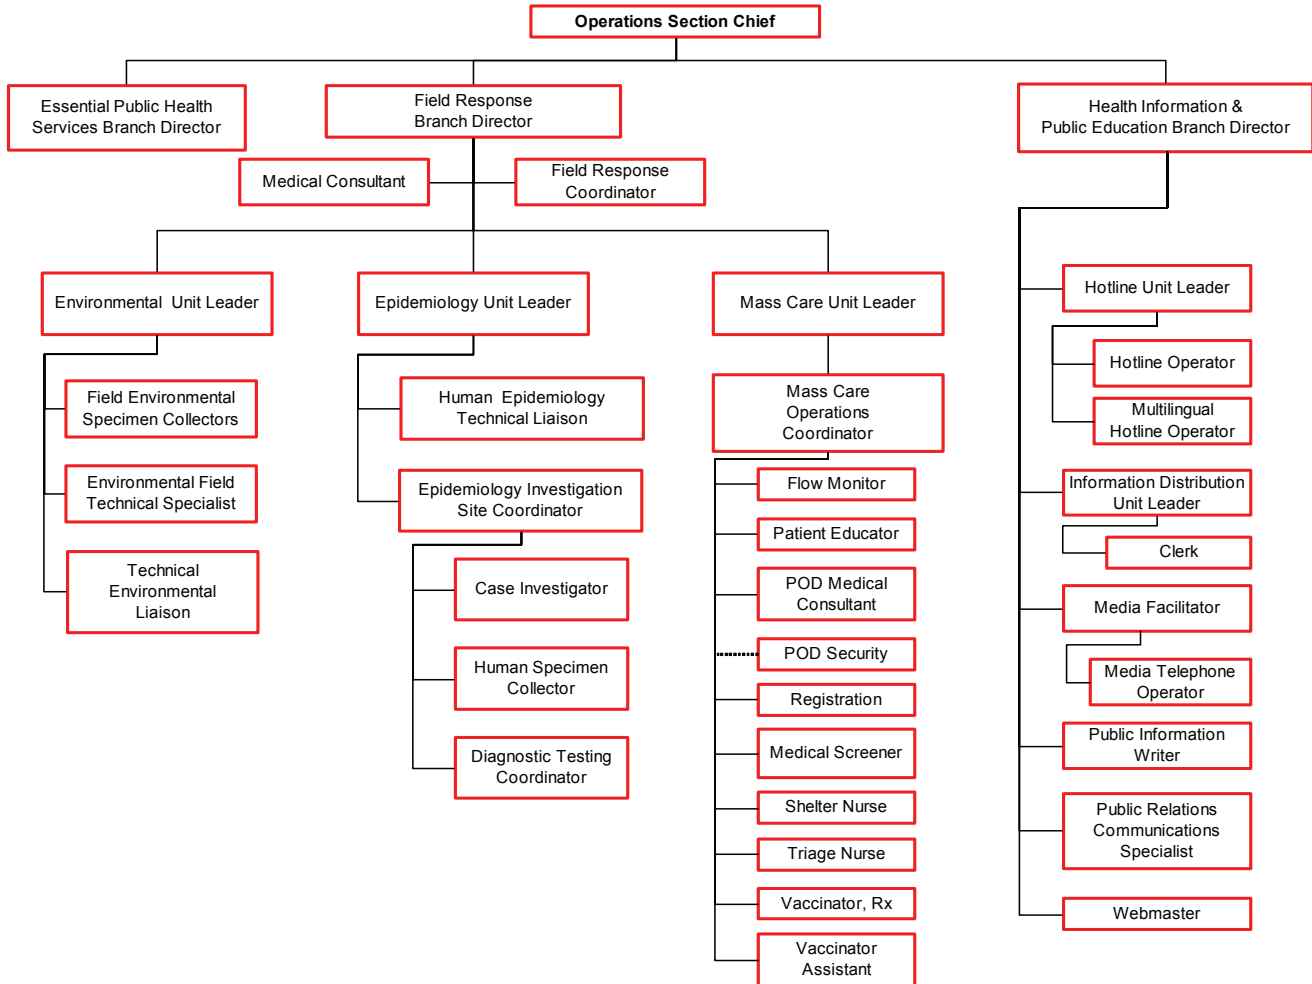 Operations Section Chief
Essential Public Health
Services Branch Director
Field Response
Branch Director
Health Information &
Public Education Branch Director
Medical Consultant
Field Response
Coordinator
Environmental Unit Leader
Field Environmental
Specimen Collectors
Environmental Field
Technical Specialist
Technical
Environmental
Liaison
Epidemiology Unit Leader
Human Epidemiology
Technical Liaison
Epidemiology Investigation
Site Coordinator
Case Investigator
Human Specimen
Collector
Diagnostic Testing
Coordinator
Mass Care Unit Leader
Mass Care
Operations
Coordinator
Flow Monitor
Patient Educator
POD Medical
Consultant
POD Security
Registration
Medical Screener
Shelter Nurse
Triage Nurse
Vaccinator, Rx
Vaccinator
Assistant
Hotline Unit Leader
Hotline Operator
Multilingual
Hotline Operator
Information Distribution
Unit Leader
Clerk
Media Facilitator
Media Telephone
Operator
Public Information
Writer
Public Relations
Communications
Specialist
Webmaster